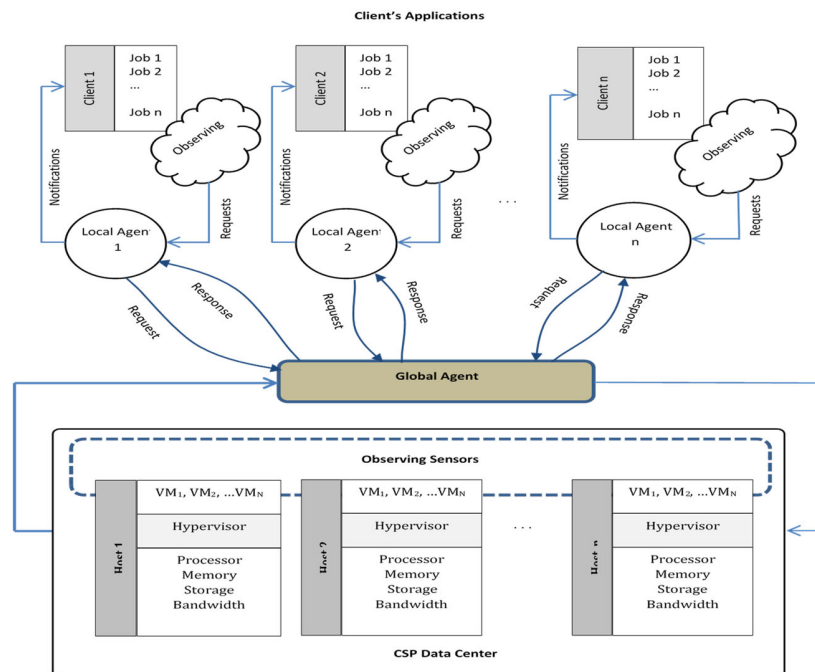 Client's Applications
Client 1
Job 1
Job 2
...
Job n
Observing
Notifications
Requests
Local Agent
1
Client 2
Job 1
Job 2
...
Job n
Observing
Notifications
Requests
Local Agent
2
. . .
Client n
Job 1
Job 2
...
Job n
Observing
Notifications
Requests
Local Agent
n
Request
Response
Request
Response
Request
Response
Global Agent
Observing Sensors
Host 1
VM₁, VM₂, ...VMN
Hypervisor
Processor
Memory
Storage
Bandwidth
Host 2
VM₁, VM₂, ...VMN
Hypervisor
Processor
Memory
Storage
Bandwidth
. . .
Host n
VM₁, VM₂, ...VMN
Hypervisor
Processor
Memory
Storage
Bandwidth
CSP Data Center